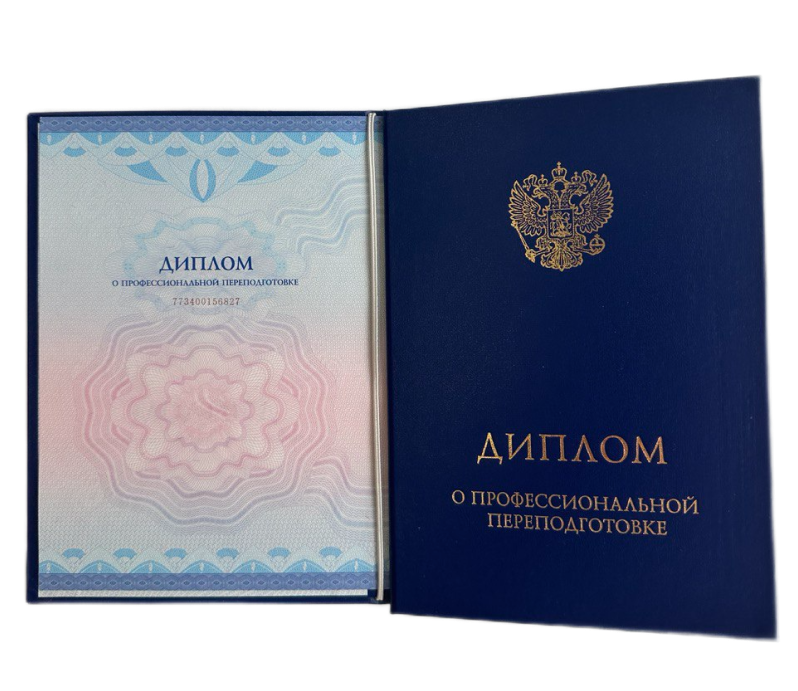 ДИПЛОМ
О ПРОФЕССИОНАЛЬНОЙ ПЕРЕПОДГОТОВКЕ
773400156827
ДИПЛОМ
О ПРОФЕССИОНАЛЬНОЙ
ПЕРЕПОДГОТОВКЕ